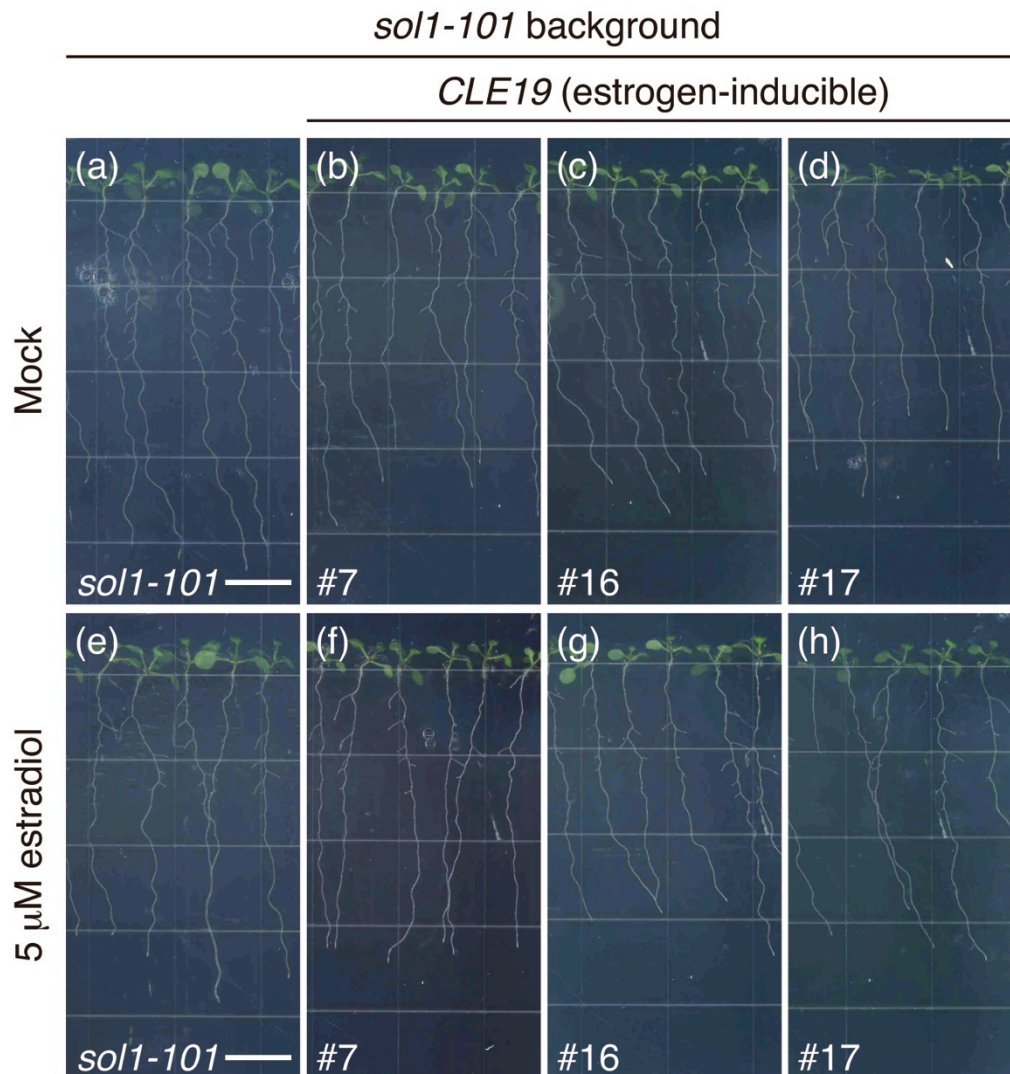 sol1-101 background
CLE19 (estrogen-inducible)
(a) (b) (c) (d)
Mock
sol1-101 #7 #16 #17
(e) (f) (g) (h)
5 μM estradiol
sol1-101 #7 #16 #17